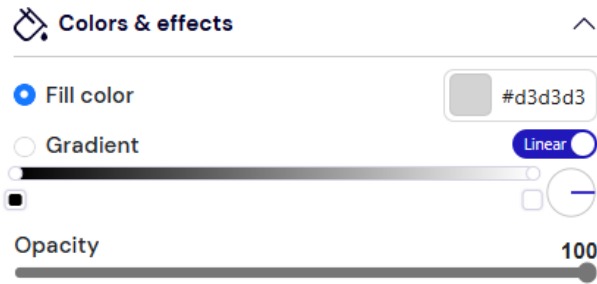 Colors & effects
Fill color
#d3d3d3
Gradient
Linear
Opacity
100